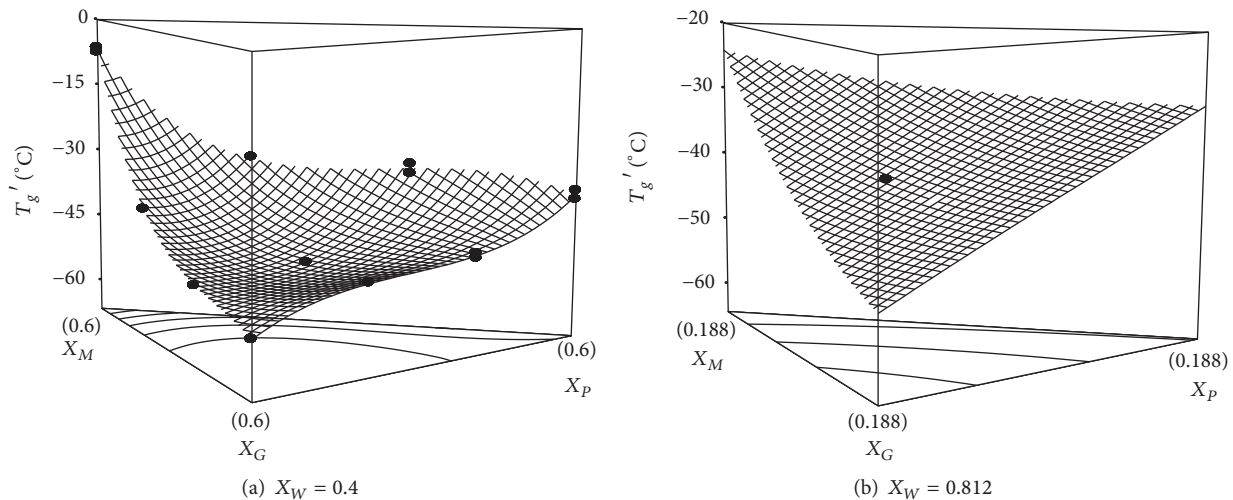 0
−15
−30
−45
−60
T_g′ (°C)
(0.6)
X_M
(0.6)
X_G
(0.6)
X_P
(a) X_W = 0.4
−20
−30
−40
−50
−60
T_g′ (°C)
(0.188)
X_M
(0.188)
X_G
(0.188)
X_P
(b) X_W = 0.812